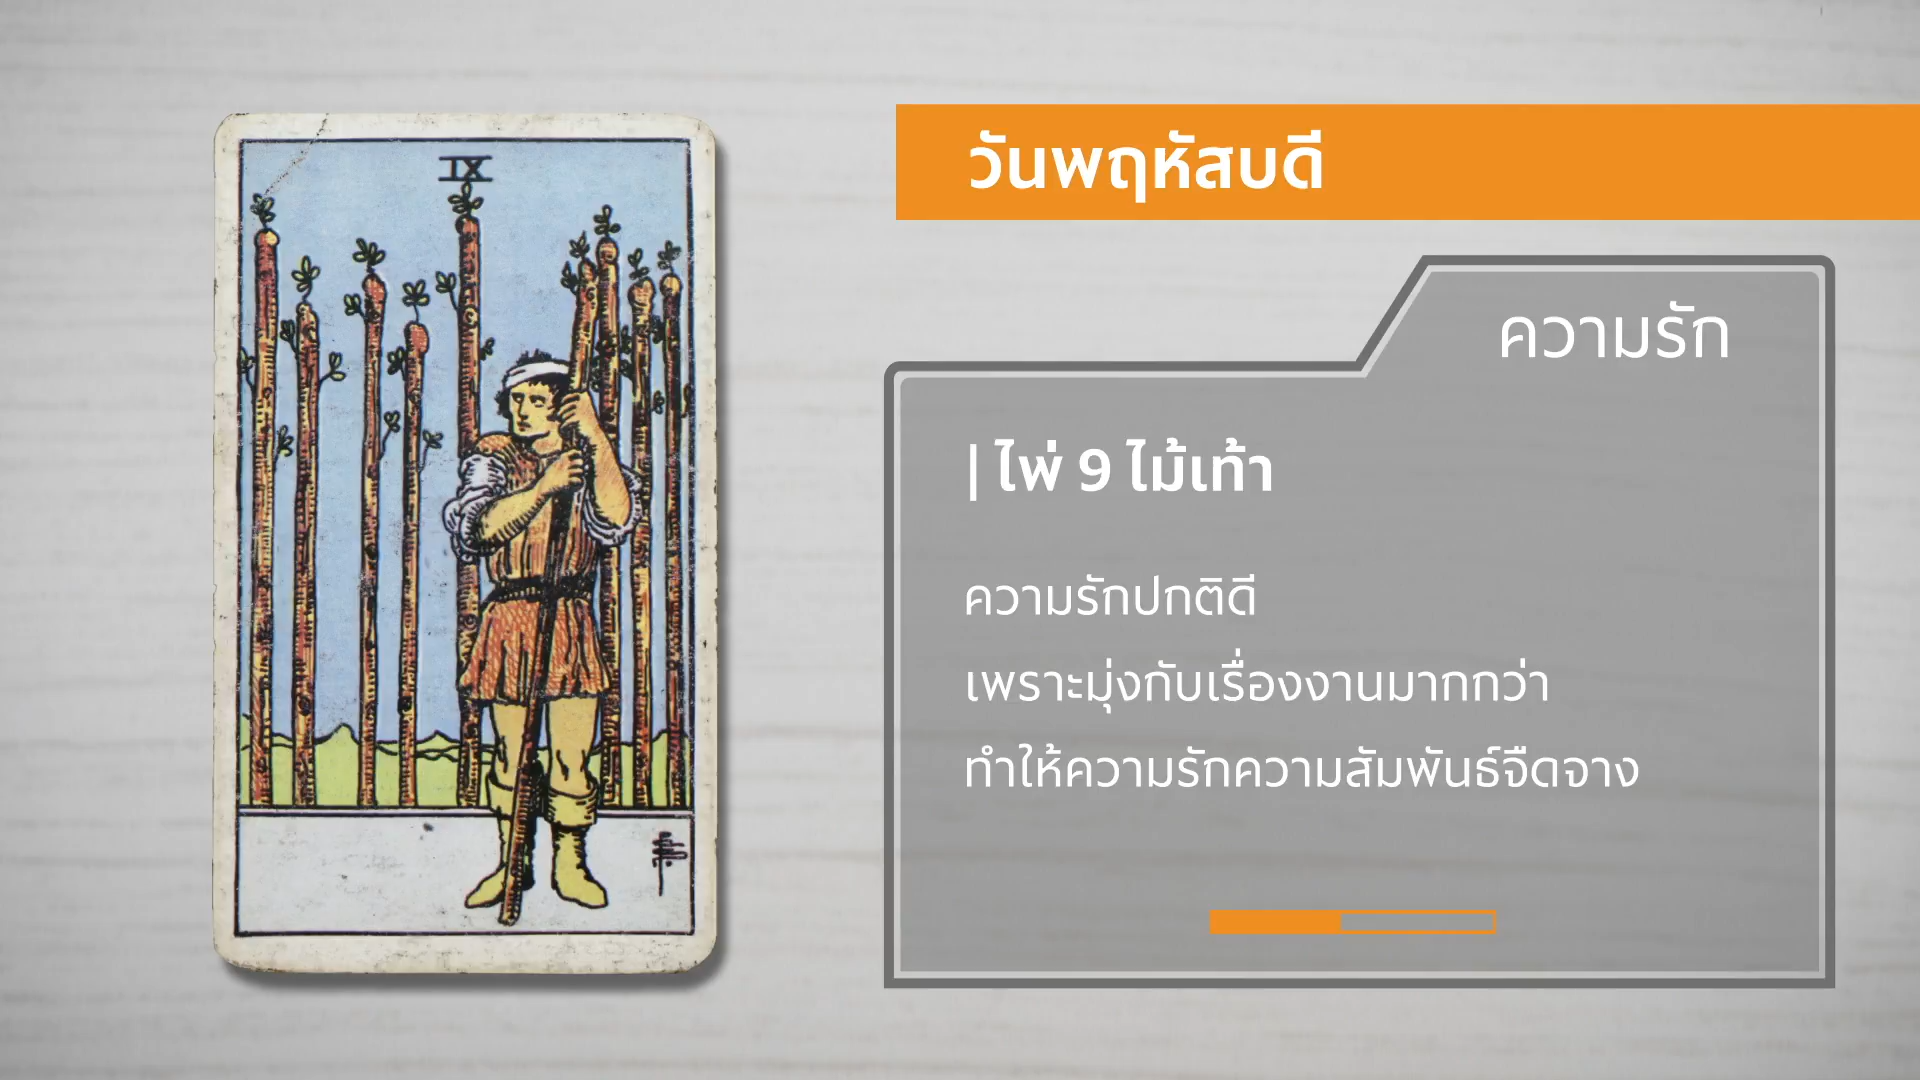 IX
วันพฤหัสบดี
ความรัก
| ไพ่ 9 ไม้เท้า
ความรักปกติดี
เพราะมุ่งกับเรื่องงานมากกว่า
ทำให้ความรักความสัมพันธ์จืดจาง